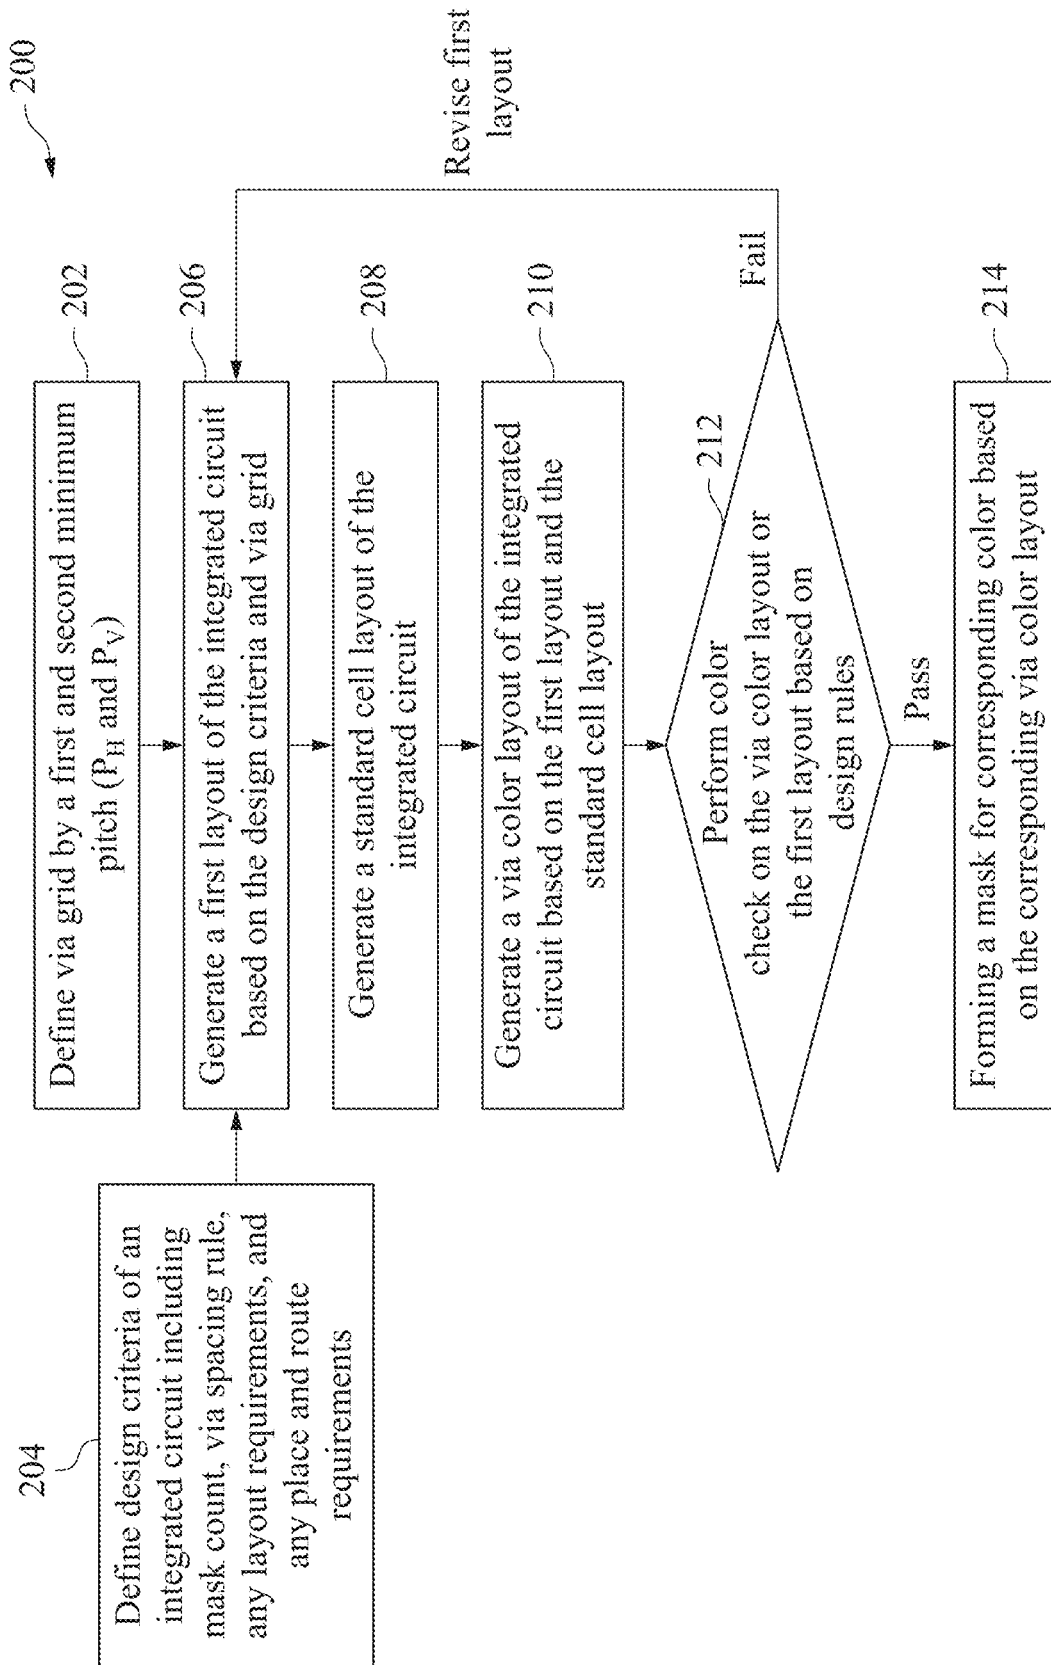 200
202
Define via grid by a first and second minimum
pitch (PH and PV)
204
Define design criteria of an
integrated circuit including
mask count, via spacing rule,
any layout requirements, and
any place and route
requirements
206
Generate a first layout of the integrated circuit
based on the design criteria and via grid
208
Generate a standard cell layout of the
integrated circuit
210
Generate a via color layout of the integrated
circuit based on the first layout and the
standard cell layout
212
Perform color
check on the via color layout or
the first layout based on
design rules
Fail
Revise first
layout
Pass
214
Forming a mask for corresponding color based
on the corresponding via color layout